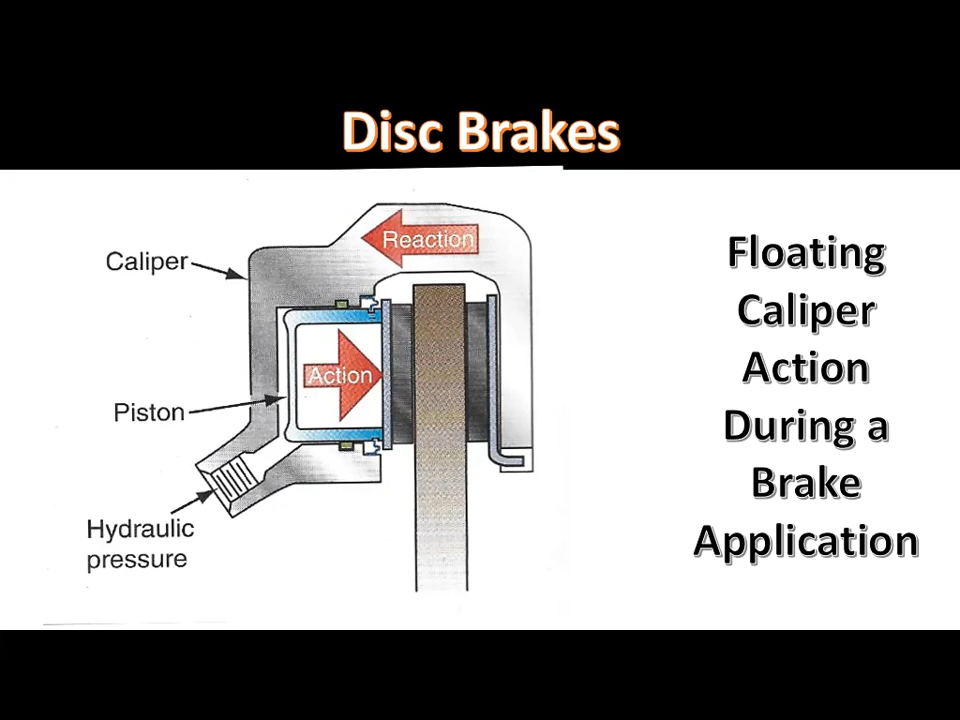 Disc Brakes
Reaction
Caliper
Action
Piston
Hydraulic
pressure
Floating
Caliper
Action
During a
Brake
Application